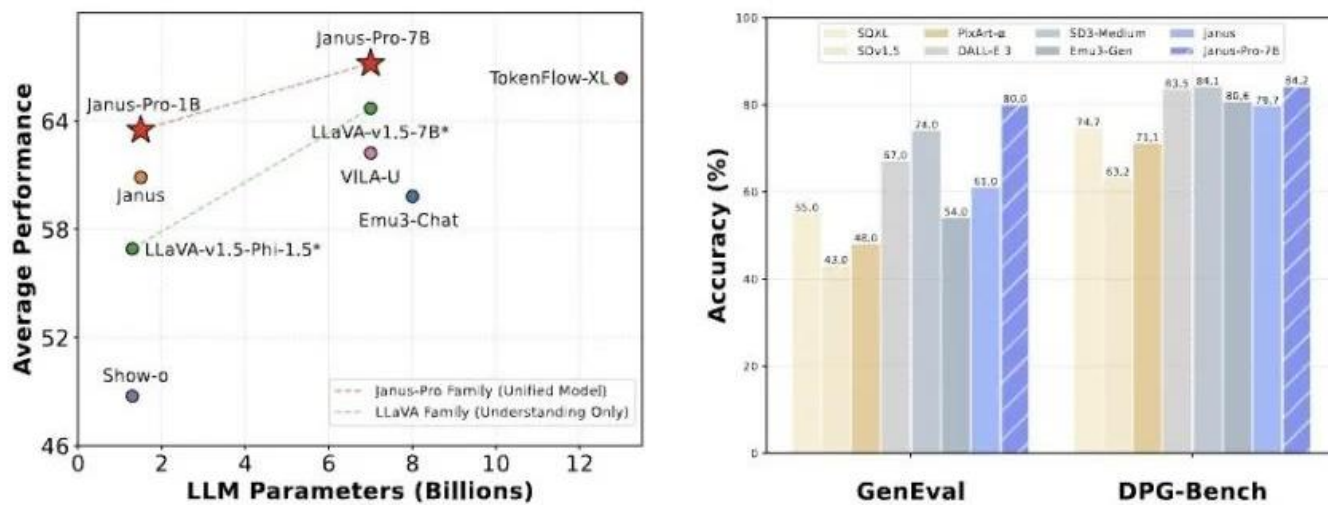 Janus-Pro-7B
TokenFlow-XL
Janus-Pro-1B
64
LLaVA-v1.5-7B*
VILA-U
Janus
Emu3-Chat
58
LLaVA-v1.5-Phi-1.5*
52
Show-o
Janus-Pro Family (Unified Model)
LLaVA Family (Understanding Only)
46
0 2 4 6 8 10 12
Average Performance
LLM Parameters (Billions)
100
SDXL PixArt-α SD3-Medium Janus
SDv1.5 DALL-E 3 Emu3-Gen Janus-Pro-7B
80
60
40
20
0
Accuracy (%)
55.0 43.0 48.0 67.0 74.0 54.0 61.0 80.0
74.7 63.2 71.1 83.5 84.1 80.6 79.7 84.2
GenEval DPG-Bench